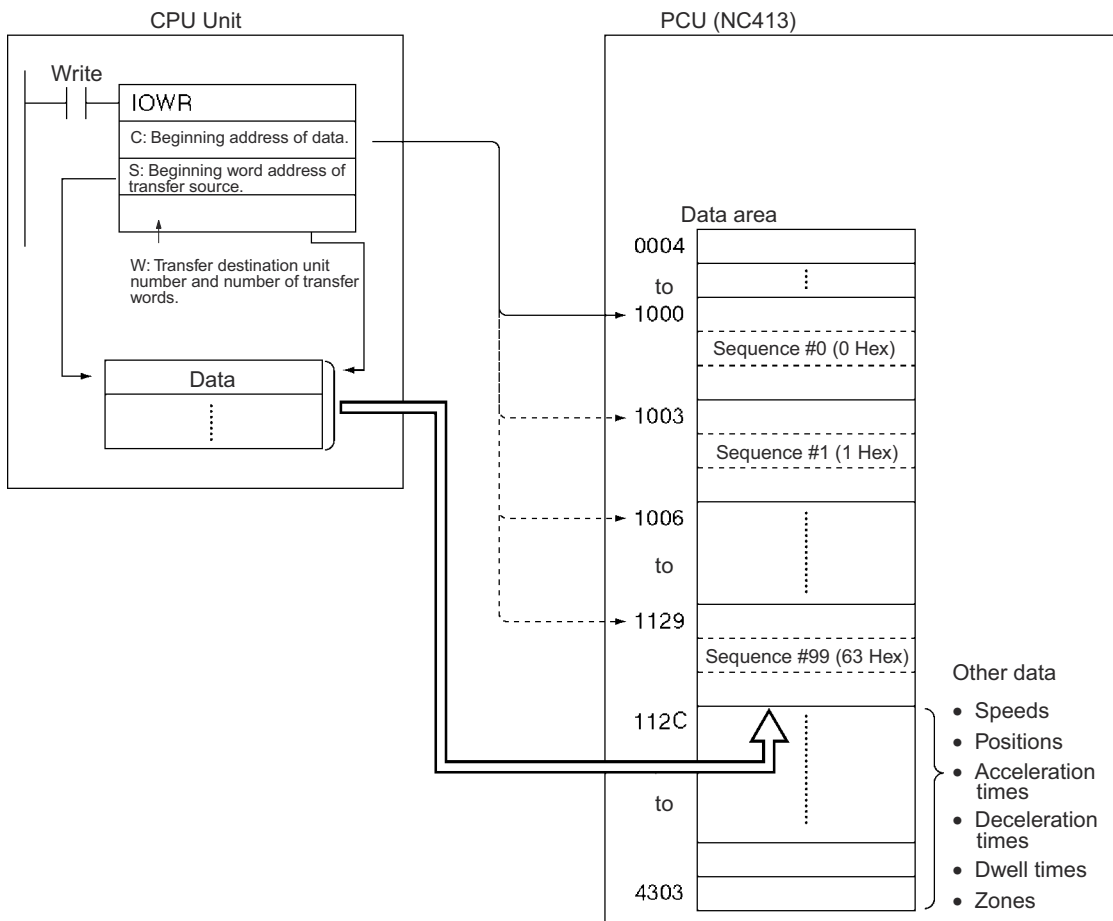 CPU Unit
PCU (NC413)
Write
IOWR
C: Beginning address of data.
S: Beginning word address of
transfer source.
W: Transfer destination unit
number and number of transfer
words.
Data
Data area
0004
to
1000
Sequence #0 (0 Hex)
1003
Sequence #1 (1 Hex)
1006
to
1129
Sequence #99 (63 Hex)
112C
to
4303
Other data
• Speeds
• Positions
• Acceleration
times
• Deceleration
times
• Dwell times
• Zones